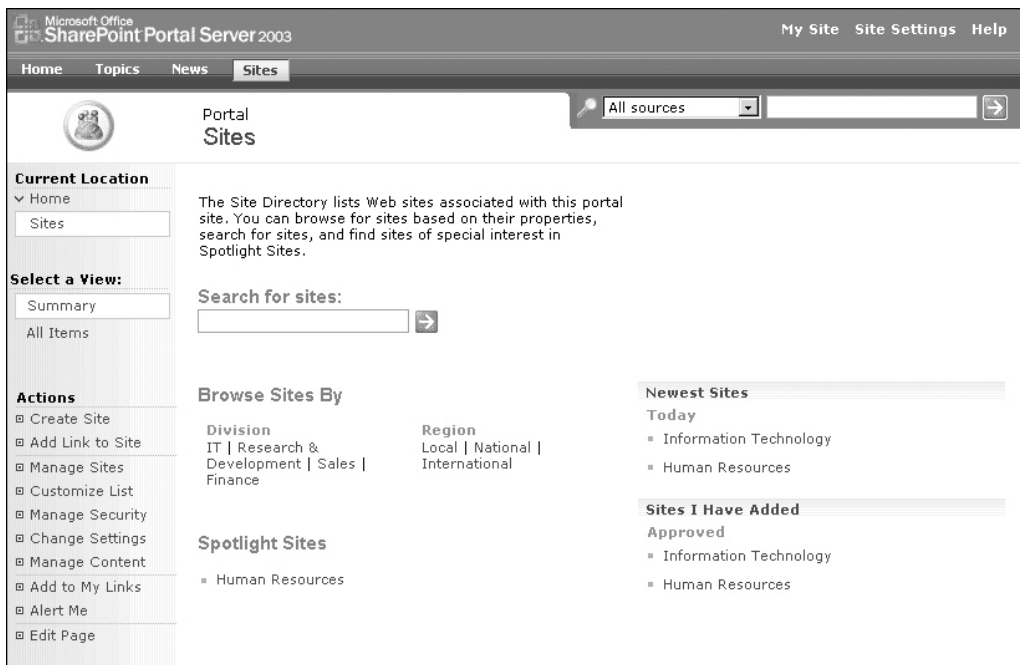 Microsoft Office
SharePoint Portal Server 2003
My Site Site Settings Help
Home Topics News Sites
All sources
Portal
Sites
Current Location
Home
Sites
Select a View:
Summary
All Items
Actions
Create Site
Add Link to Site
Manage Sites
Customize List
Manage Security
Change Settings
Manage Content
Add to My Links
Alert Me
Edit Page
The Site Directory lists Web sites associated with this portal
site. You can browse for sites based on their properties,
search for sites, and find sites of special interest in
Spotlight Sites.
Search for sites:
Browse Sites By
Division
IT | Research &
Development | Sales |
Finance
Region
Local | National |
International
Spotlight Sites
Human Resources
Newest Sites
Today
Information Technology
Human Resources
Sites I Have Added
Approved
Information Technology
Human Resources